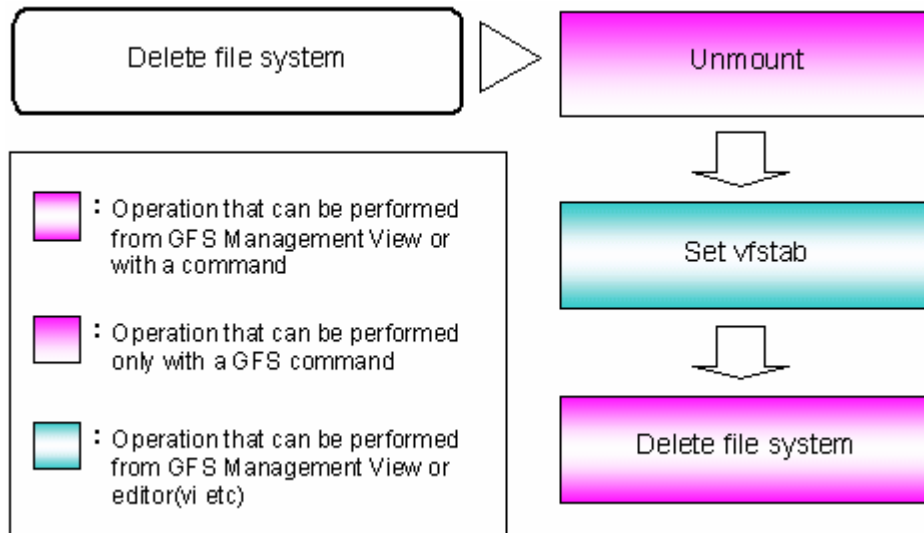 Delete file system
Unmount
Set vfstab
Delete file system
: Operation that can be performed
from GFS Management View or
with a command
: Operation that can be performed
only with a GFS command
: Operation that can be performed
from GFS Management View or
editor(vi etc)